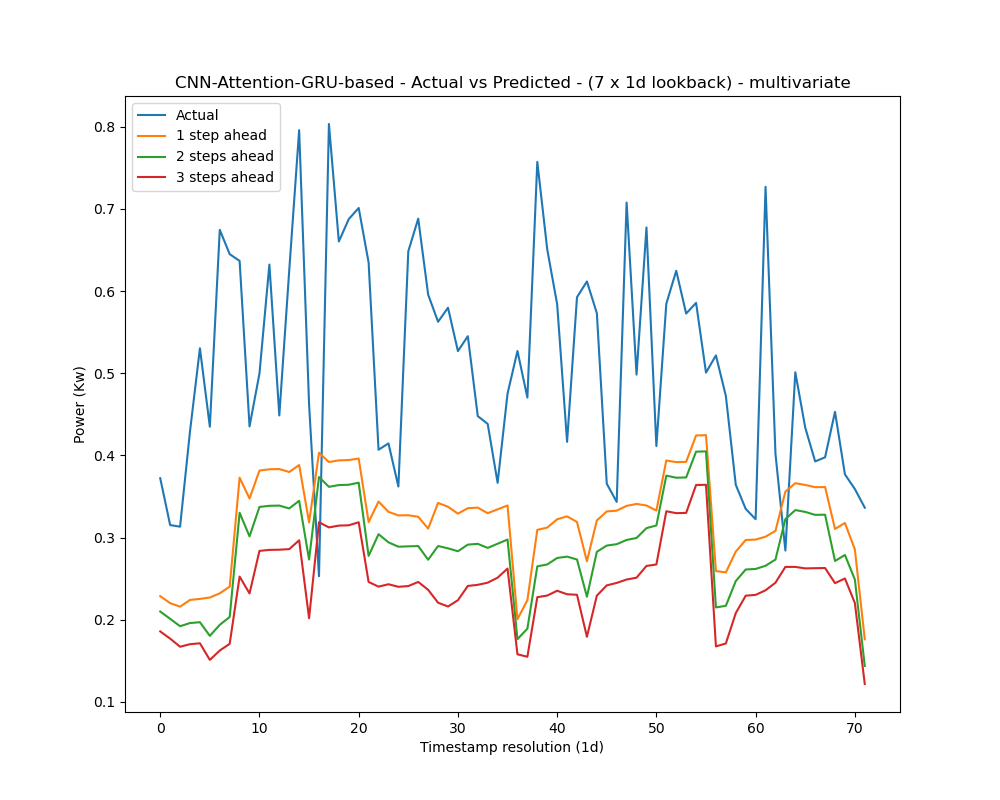 CNN-Attention-GRU-based - Actual vs Predicted - (7 x 1d lookback) - multivariate
Actual
1 step ahead
2 steps ahead
3 steps ahead
0.8
0.7
0.6
0.5
0.4
0.3
0.2
0.1
Power (Kw)
0 10 20 30 40 50 60 70
Timestamp resolution (1d)